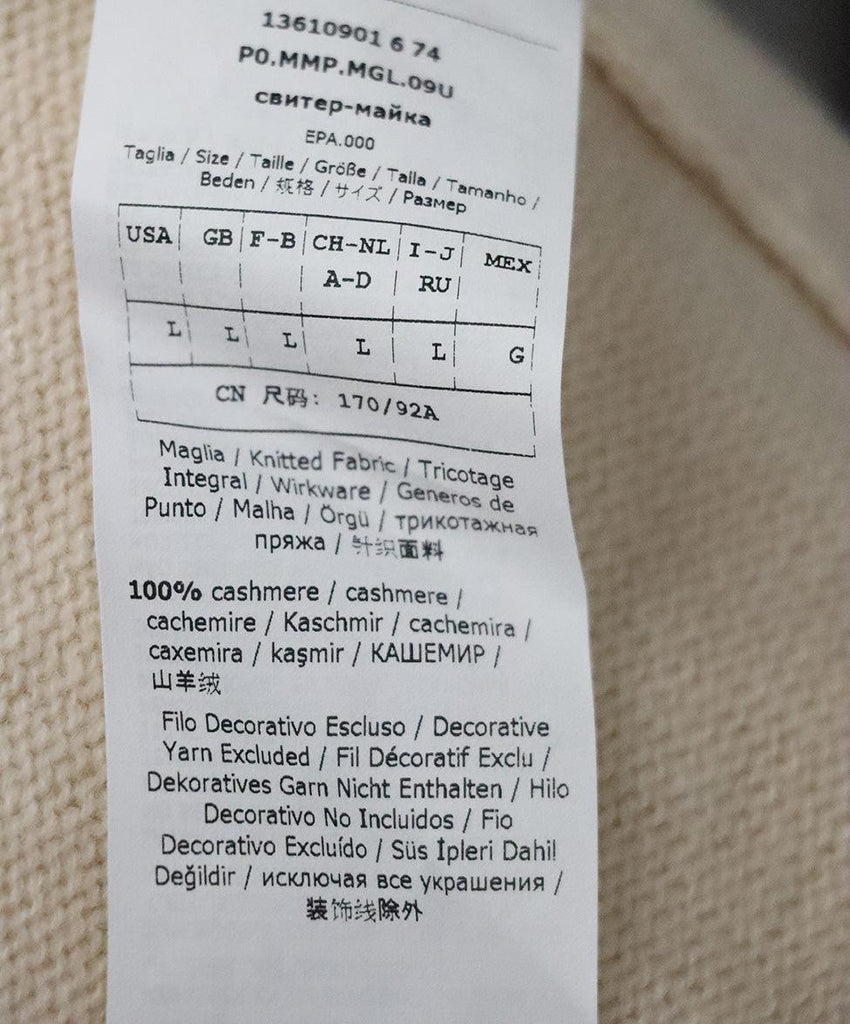 13610901 6 74
P0.MMP.MGL.09U
свитер-майка
EPA.000
Taglia / Size / Taille / Größe / Talla / Tamanho /
Beden / 规格 / サイズ / Размер
USA GB F-B CH-NL I-J MEX
A-D RU
L L L L L G
CN 尺码: 170/92A
Maglia / Knitted Fabric / Tricotage
Integral / Wirkware / Generos de
Punto / Malha / Örgü / трикотажная
пряжа / 针织面料
100% cashmere / cashmere /
cachemire / Kaschmir / cachemira /
caxemira / kaşmir / КАШЕМИР /
山羊绒
Filo Decorativo Escluso / Decorative
Yarn Excluded / Fil Décoratif Exclu /
Dekoratives Garn Nicht Enthalten / Hilo
Decorativo No Incluidos / Fio
Decorativo Excluído / Süs İpleri Dahil
Değildir / исключая все украшения /
装饰线除外